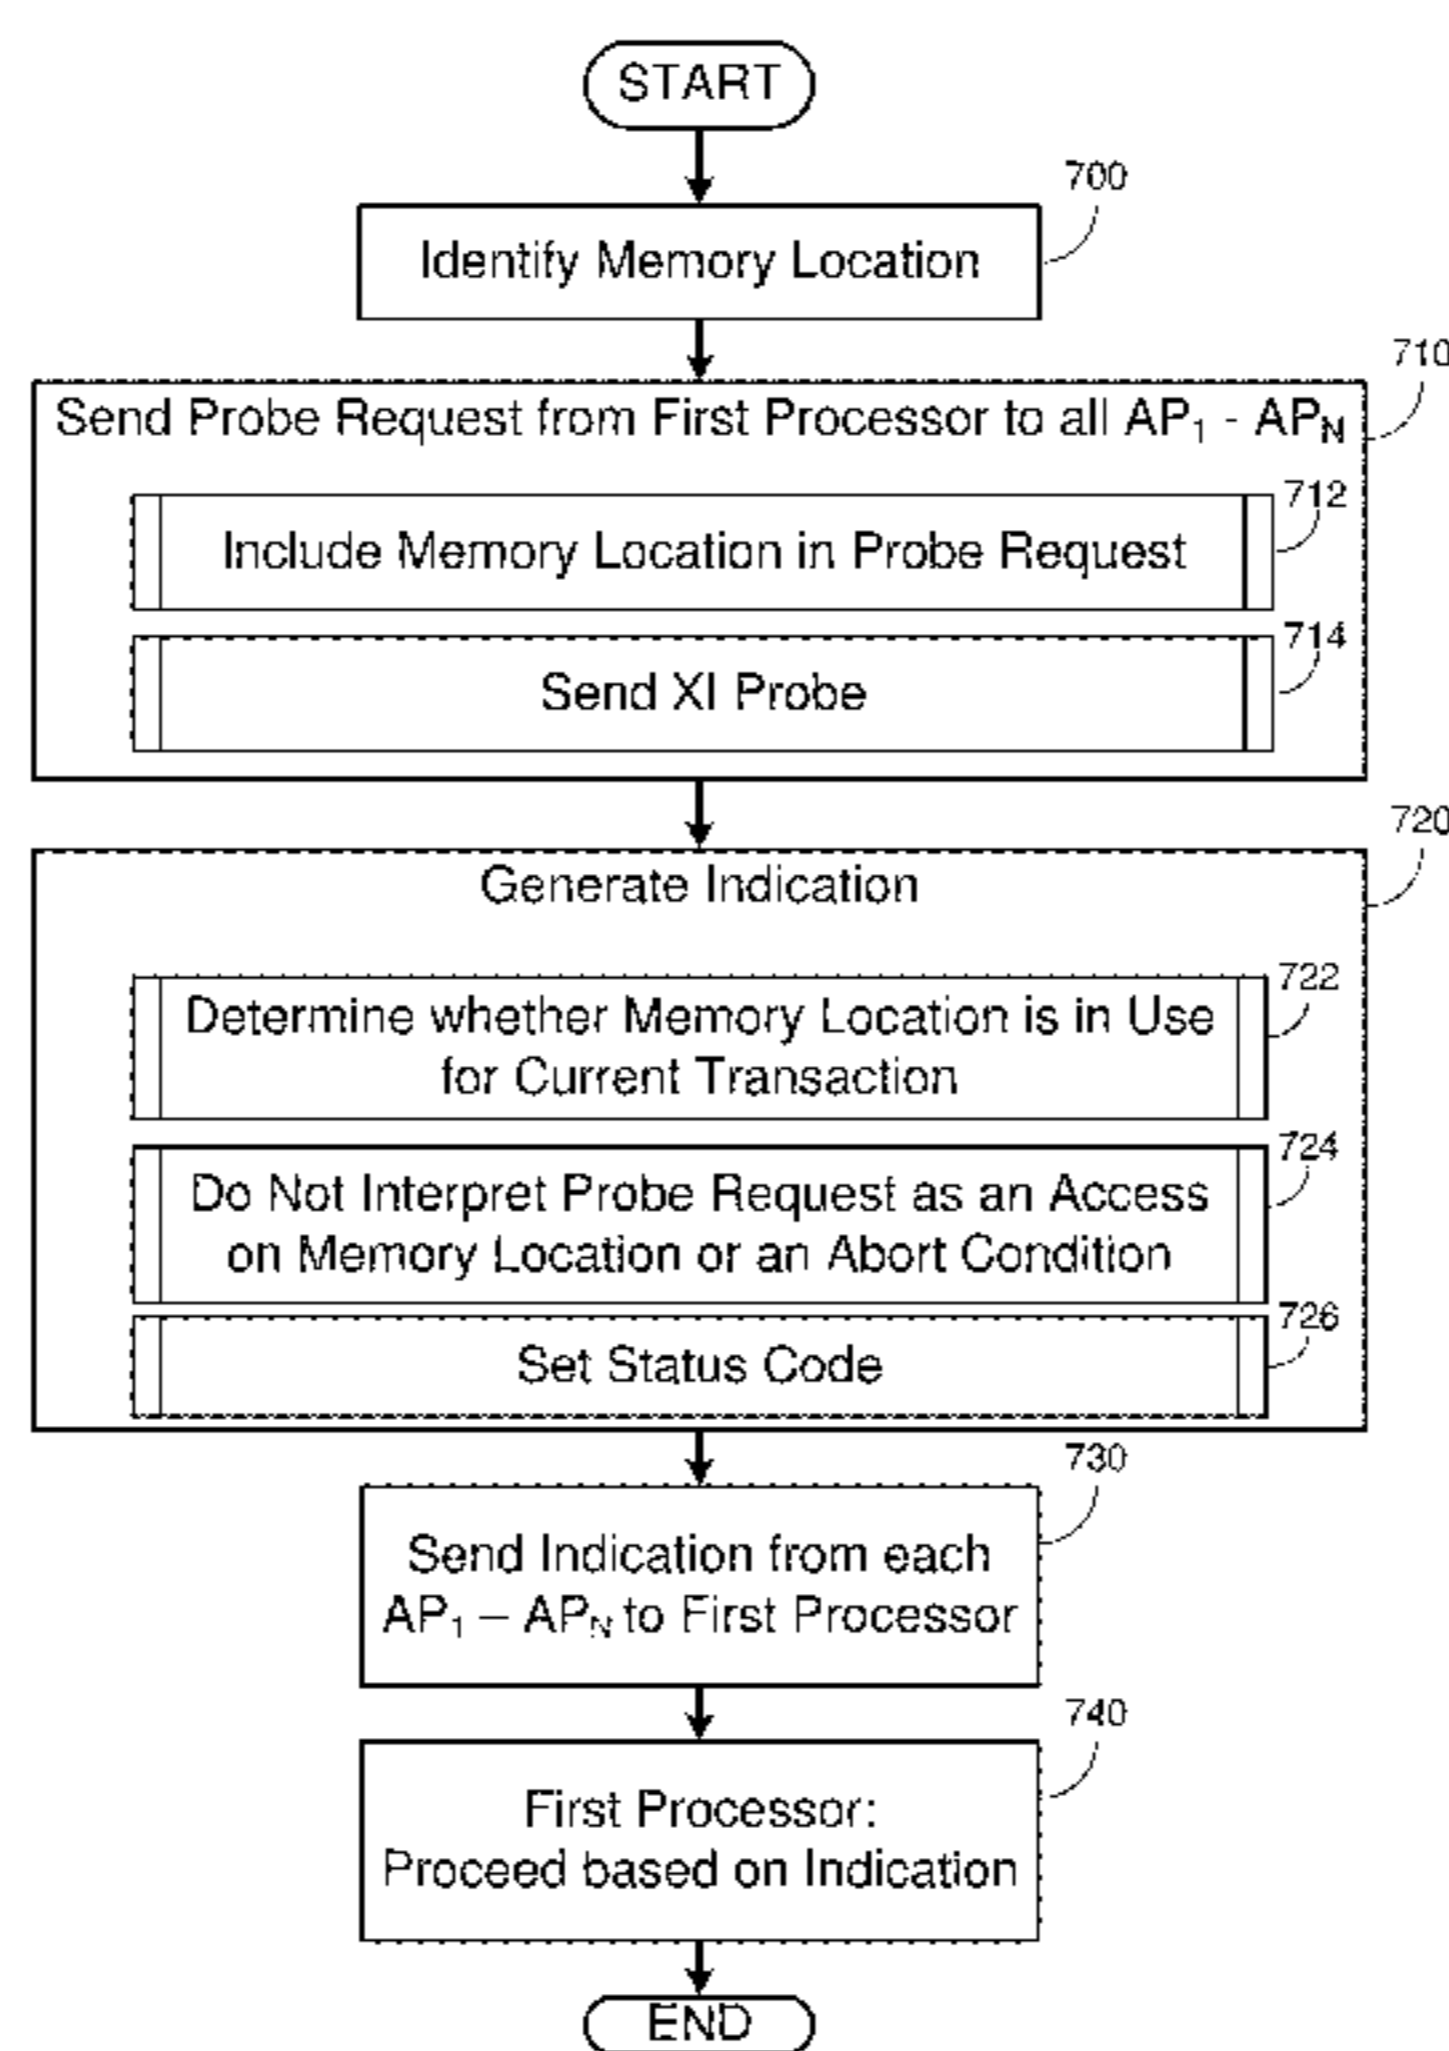 START
700
Identify Memory Location
710
Send Probe Request from First Processor to all AP₁ - AP_N
712
Include Memory Location in Probe Request
714
Send XI Probe
720
Generate Indication
722
Determine whether Memory Location is in Use
for Current Transaction
724
Do Not Interpret Probe Request as an Access
on Memory Location or an Abort Condition
726
Set Status Code
730
Send Indication from each
AP₁ – AP_N to First Processor
740
First Processor:
Proceed based on Indication
END